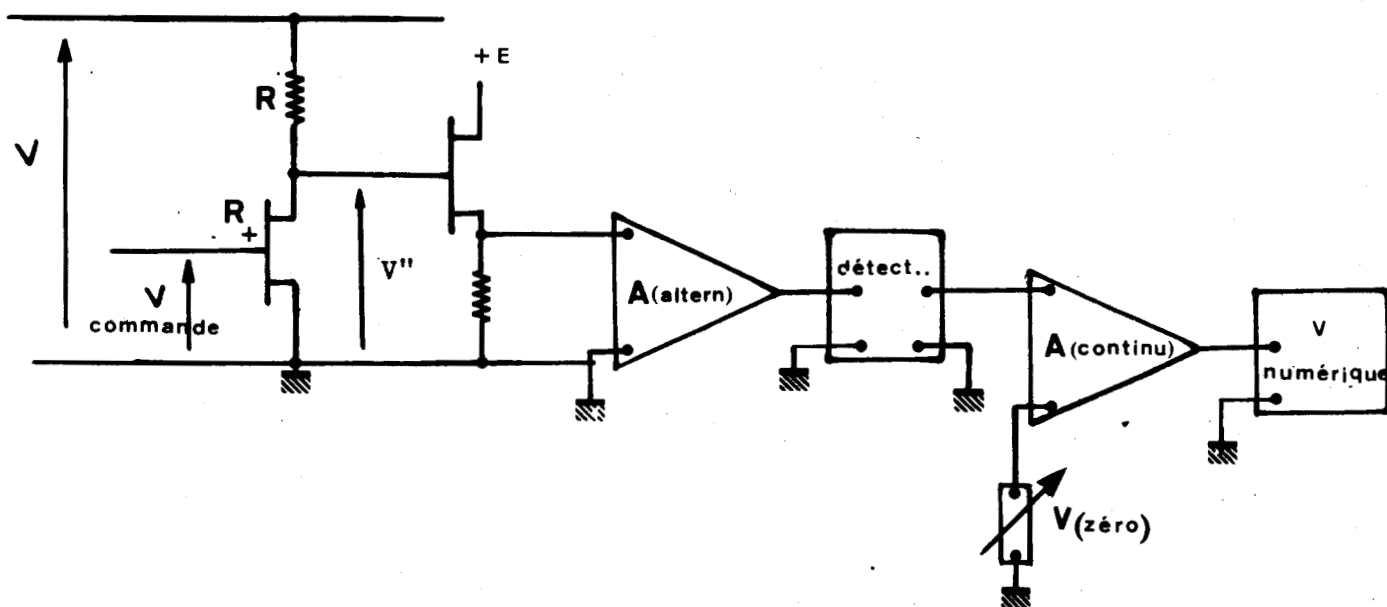 + E
R
V
R
+
V"
V
commande
A (altern)
détect..
A (continu)
V
numérique
V (zéro)